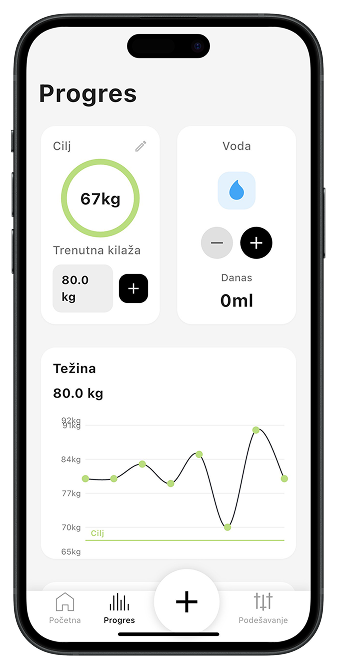 Progres
Cilj
67kg
Trenutna kilaža
80.0
kg
Voda
Danas
0ml
Težina
80.0 kg
92kg
91kg
84kg
77kg
70kg
Cilj
65kg
Početna
Progres
Podešavanje